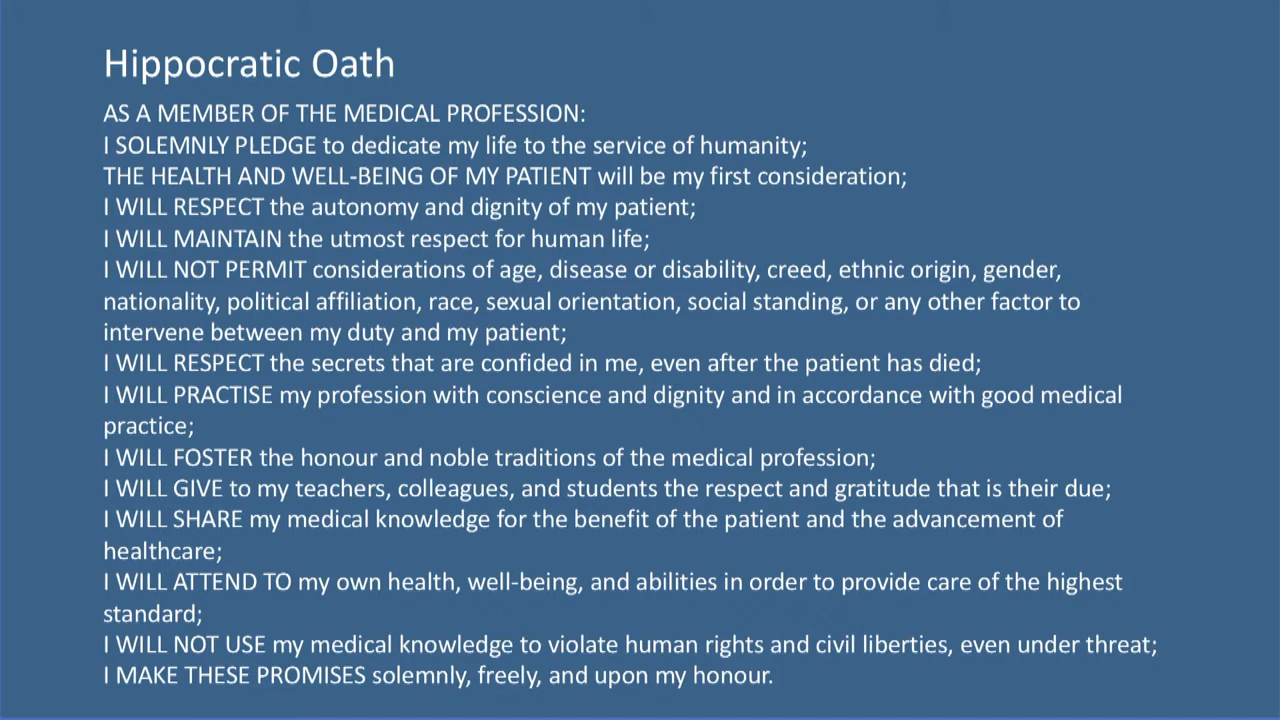 Hippocratic Oath
AS A MEMBER OF THE MEDICAL PROFESSION:
I SOLEMNLY PLEDGE to dedicate my life to the service of humanity;
THE HEALTH AND WELL-BEING OF MY PATIENT will be my first consideration;
I WILL RESPECT the autonomy and dignity of my patient;
I WILL MAINTAIN the utmost respect for human life;
I WILL NOT PERMIT considerations of age, disease or disability, creed, ethnic origin, gender,
nationality, political affiliation, race, sexual orientation, social standing, or any other factor to
intervene between my duty and my patient;
I WILL RESPECT the secrets that are confided in me, even after the patient has died;
I WILL PRACTISE my profession with conscience and dignity and in accordance with good medical
practice;
I WILL FOSTER the honour and noble traditions of the medical profession;
I WILL GIVE to my teachers, colleagues, and students the respect and gratitude that is their due;
I WILL SHARE my medical knowledge for the benefit of the patient and the advancement of
healthcare;
I WILL ATTEND TO my own health, well-being, and abilities in order to provide care of the highest
standard;
I WILL NOT USE my medical knowledge to violate human rights and civil liberties, even under threat;
I MAKE THESE PROMISES solemnly, freely, and upon my honour.